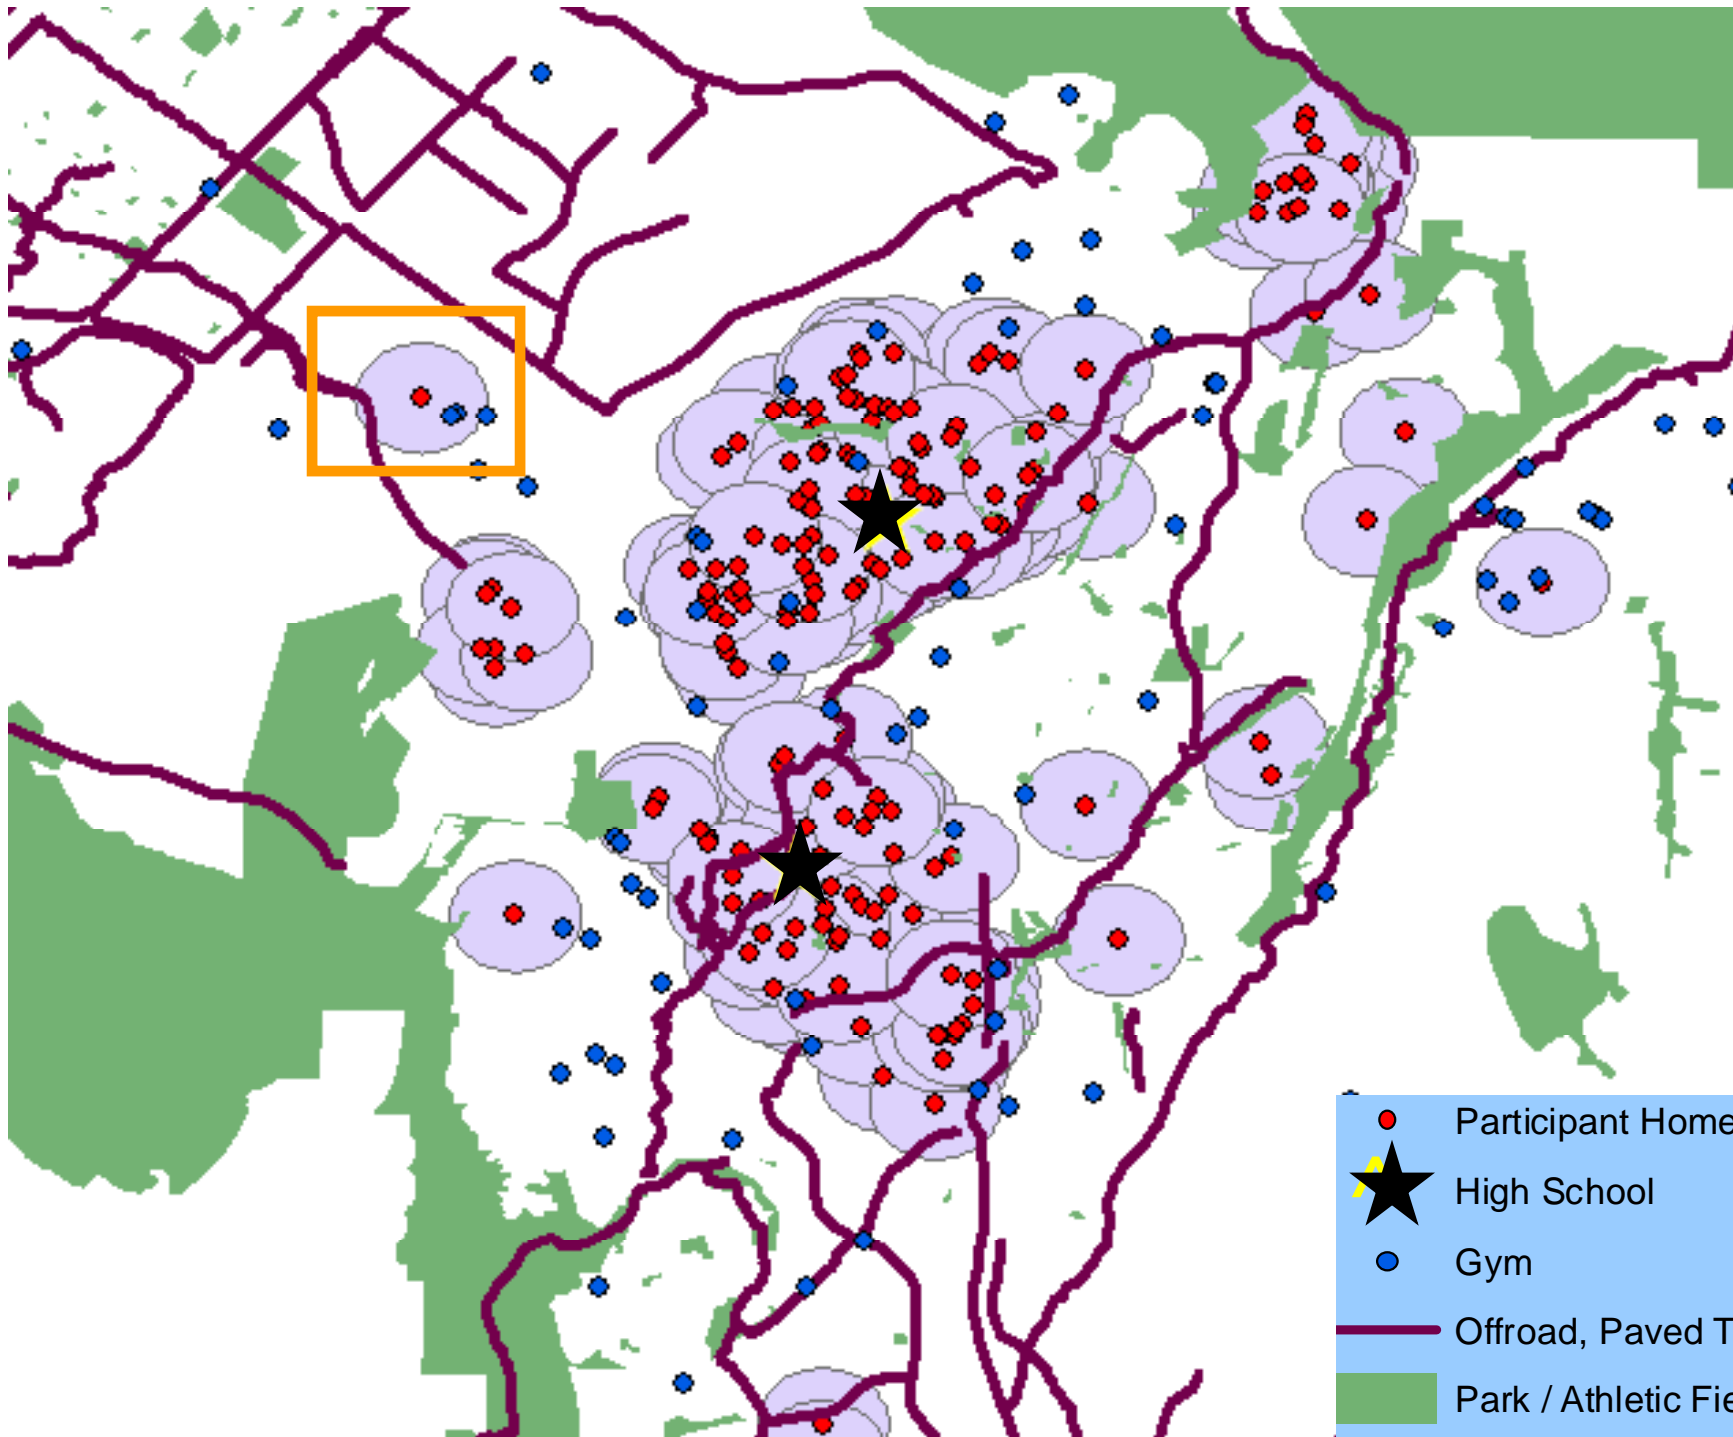 Participant Home
High School
Gym
Offroad, Paved T
Park / Athletic Fie